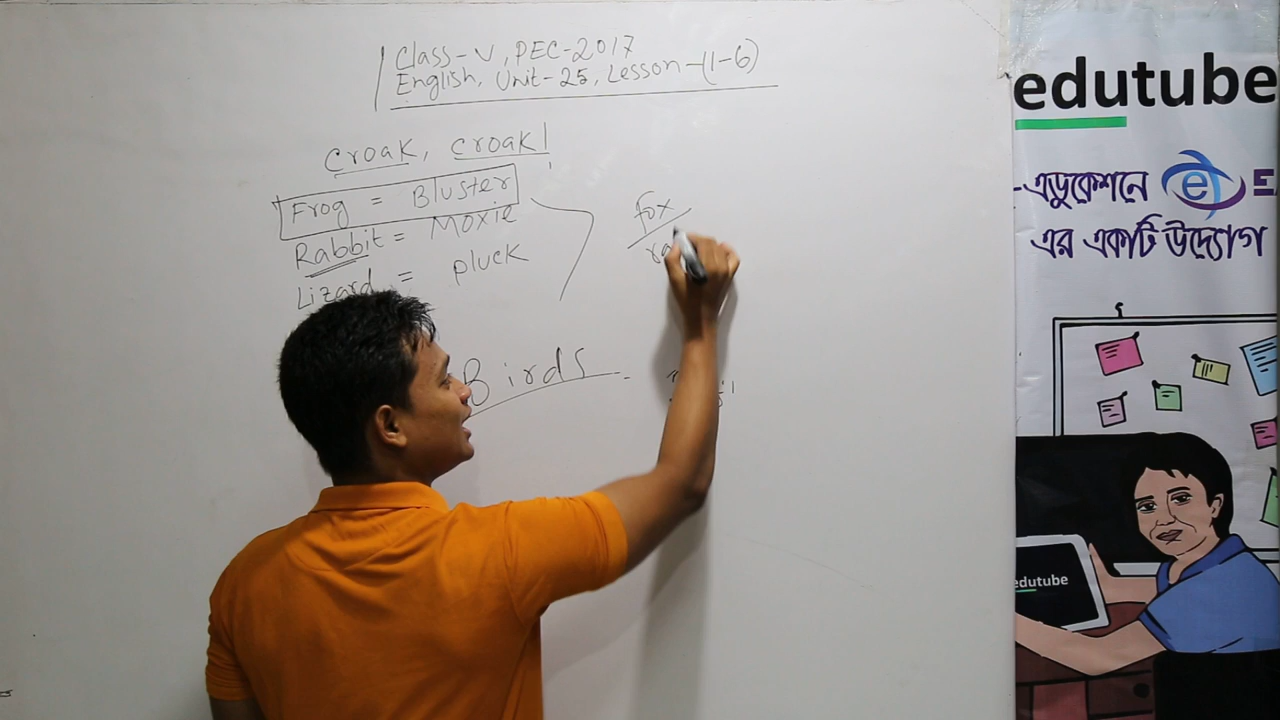 Class-V, PEC-2017
English, Unit-25, Lesson-(1-6)
croak, croak!
Frog = Bluster
Rabbit = Moxie
Lizard = pluck
Birds
fox
ra
edutube
এডুকেশনে
এর একটি উদ্যোগ
edutube